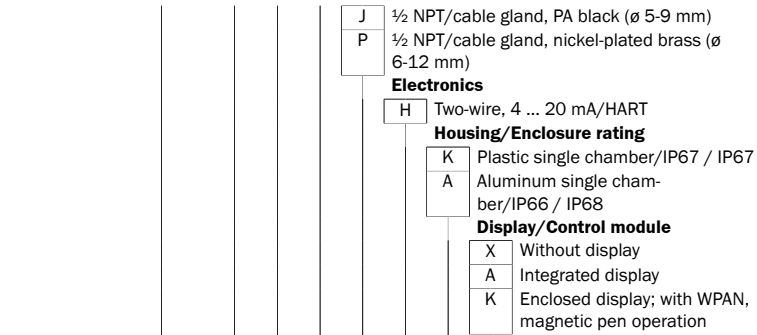 J ½ NPT/cable gland, PA black (ø 5-9 mm)
P ½ NPT/cable gland, nickel-plated brass (ø
6-12 mm)
Electronics
H Two-wire, 4 ... 20 mA/HART
Housing/Enclosure rating
K Plastic single chamber/IP67 / IP67
A Aluminum single cham-
ber/IP66 / IP68
Display/Control module
X Without display
A Integrated display
K Enclosed display; with WPAN,
magnetic pen operation